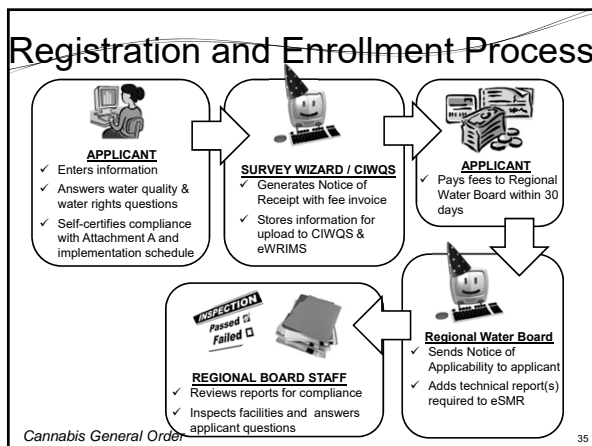 Registration and Enrollment Process
APPLICANT
✓ Enters information
✓ Answers water quality &
water rights questions
✓ Self-certifies compliance
with Attachment A and
implementation schedule
SURVEY WIZARD / CIWQS
✓ Generates Notice of
Receipt with fee invoice
✓ Stores information for
upload to CIWQS &
eWRIMS
APPLICANT
✓ Pays fees to Regional
Water Board within 30
days
Regional Water Board
✓ Sends Notice of
Applicability to applicant
✓ Adds technical report(s)
required to eSMR
INSPECTION
Passed
Failed
REGIONAL BOARD STAFF
✓ Reviews reports for compliance
✓ Inspects facilities and answers
applicant questions
Cannabis General Order
35